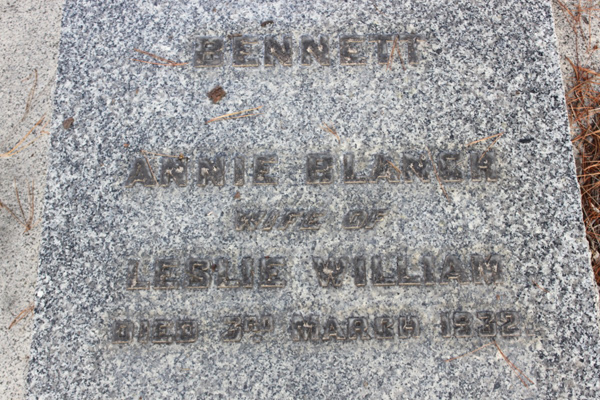 BENNETT
ANNIE BLANCH
WIFE OF
LESLIE WILLIAM
DIED 3RD MARCH 1932